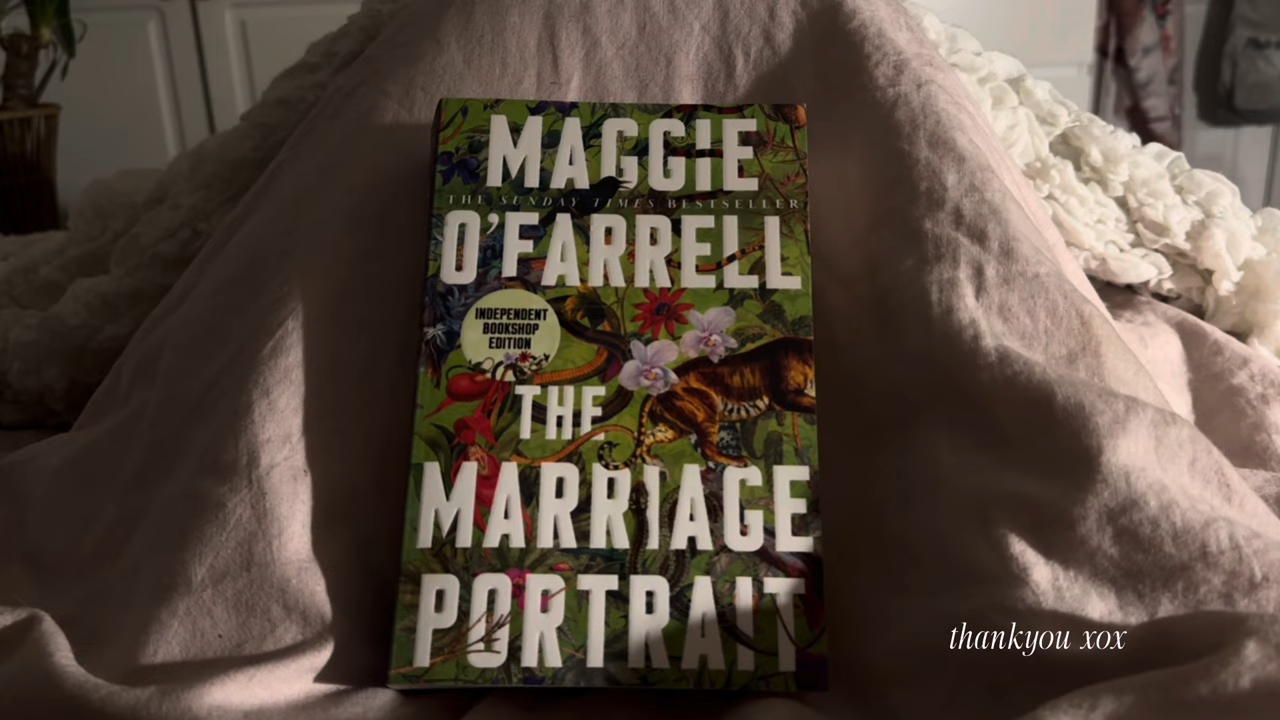 MAGGIE
THE SUNDAY TIMES BESTSELLER
O'FARRELL
INDEPENDENT
BOOKSHOP
EDITION
THE
MARRIAGE
PORTRAIT
thankyou xox